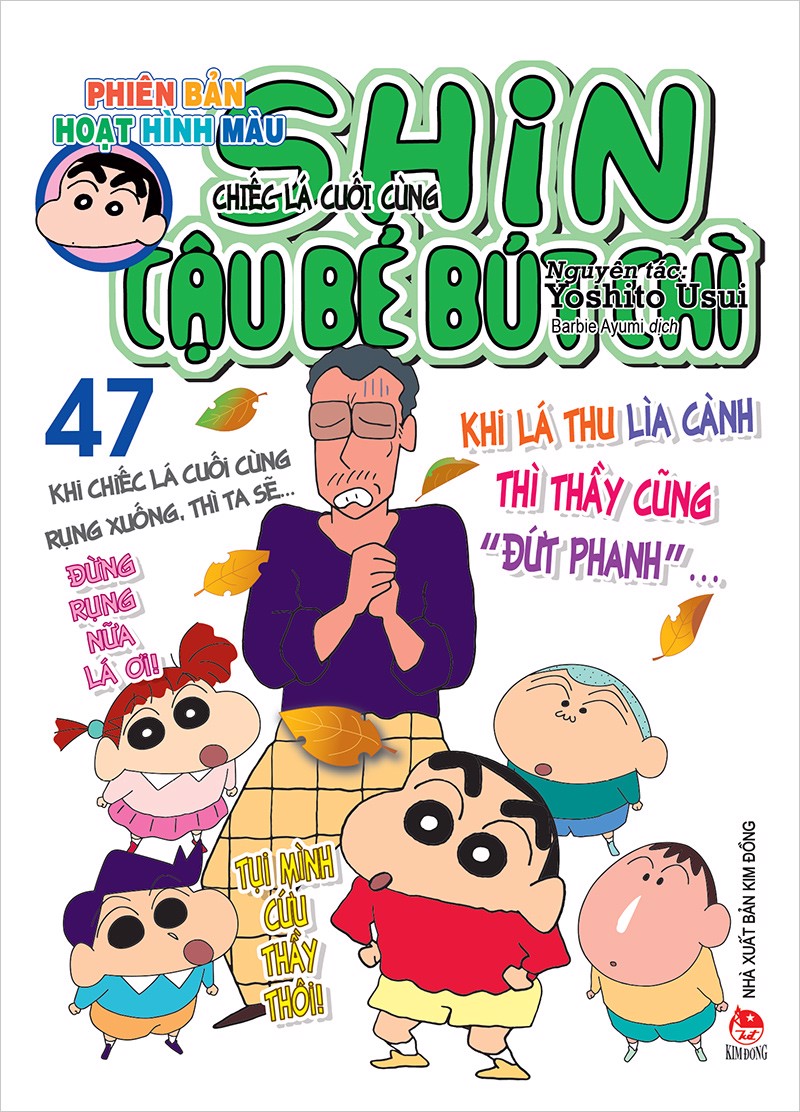 PHIÊN BẢN
HOẠT HÌNH MÀU
SHIN
CHIẾC LÁ CUỐI CÙNG
CẬU BÉ BÚT CHÌ
Nguyên tác:
Yoshito Usui
Barbie Ayumi dịch
47
KHI CHIẾC LÁ CUỐI CÙNG
RỤNG XUỐNG, THÌ TA SẼ...
KHI LÁ THU LÌA CÀNH
THÌ THẦY CŨNG
"ĐỨT PHANH"...
ĐỪNG
RỤNG
NỮA
LÁ ƠI!
TỤI MÌNH
CỨU
THẦY
THÔI!
NHÀ XUẤT BẢN KIM ĐỒNG
kđ
KIM ĐỒNG